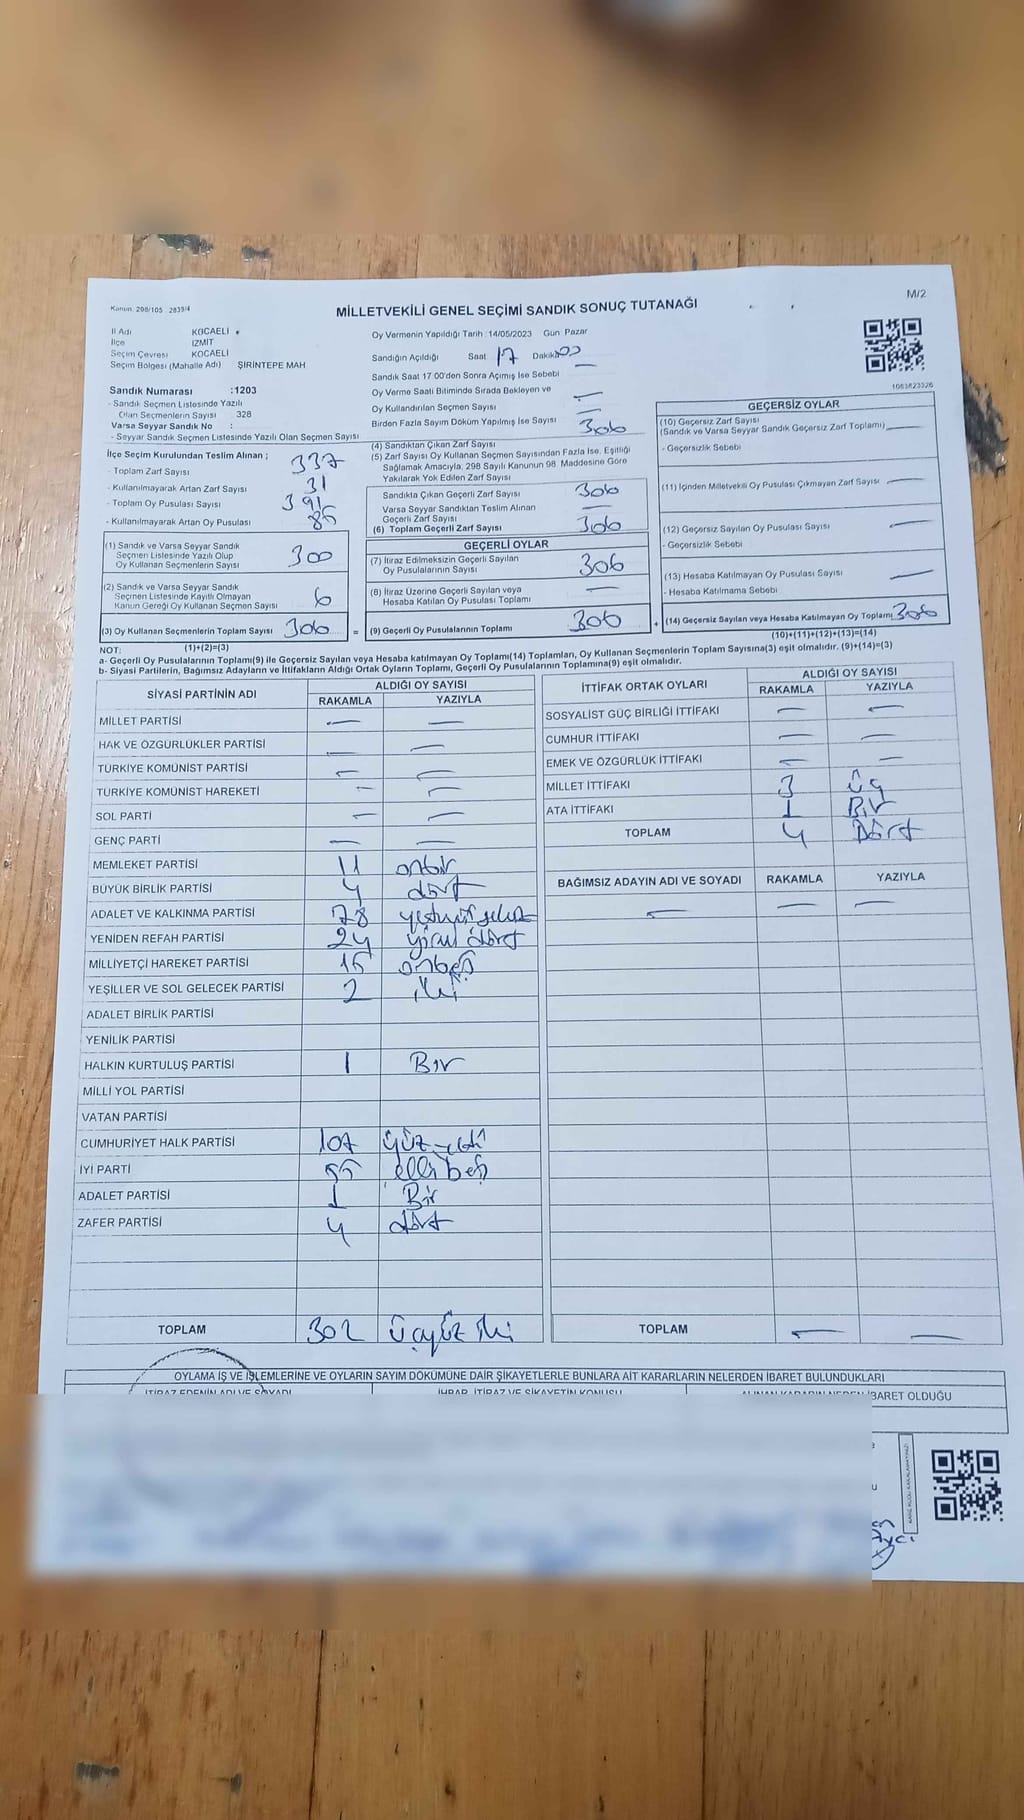 M/2
Kanun: 298/105 2839/4
MİLLETVEKİLİ GENEL SEÇİMİ SANDIK SONUÇ TUTANAĞI
İl Adı KOCAELİ
İlçe İZMİT
Seçim Çevresi KOCAELİ
Seçim Bölgesi (Mahalle Adı) ŞİRİNTEPE MAH
Sandık Numarası :1203
- Sandık Seçmen Listesinde Yazılı
Olan Seçmenlerin Sayısı : 328
Varsa Seyyar Sandık No :
- Seyyar Sandık Seçmen Listesinde Yazılı Olan Seçmen Sayısı
İlçe Seçim Kurulundan Teslim Alınan ;
- Toplam Zarf Sayısı 337
- Kullanılmayarak Artan Zarf Sayısı 31
- Toplam Oy Pusulası Sayısı 391
- Kullanılmayarak Artan Oy Pusulası 85
(1) Sandık ve Varsa Seyyar Sandık
Seçmen Listesinde Yazılı Olup
Oy Kullanan Seçmenlerin Sayısı 300
(2) Sandık ve Varsa Seyyar Sandık
Seçmen Listesinde Kayıtlı Olmayan
Kanun Gereği Oy Kullanan Seçmen Sayısı 6
(3) Oy Kullanan Seçmenlerin Toplam Sayısı 306 =
Oy Vermenin Yapıldığı Tarih :14/05/2023 Gün Pazar
Sandığın Açıldığı Saat 17 Dakika 00
Sandık Saat 17:00'den Sonra Açımış İse Sebebi —
Oy Verme Saati Bitiminde Sırada Bekleyen ve
Oy Kullandırılan Seçmen Sayısı —
Birden Fazla Sayım Döküm Yapılmış İse Sayısı —
(4) Sandıktan Çıkan Zarf Sayısı 306
(5) Zarf Sayısı Oy Kullanan Seçmen Sayısından Fazla İse, Eşitliği
Sağlamak Amacıyla, 298 Sayılı Kanunun 98. Maddesine Göre
Yakılarak Yok Edilen Zarf Sayısı
Sandıkta Çıkan Geçerli Zarf Sayısı 306
Varsa Seyyar Sandıktan Teslim Alınan
Geçerli Zarf Sayısı —
(6) Toplam Geçerli Zarf Sayısı 306
GEÇERLİ OYLAR
(7) İtiraz Edilmeksizin Geçerli Sayılan
Oy Pusulalarının Sayısı 306
(8) İtiraz Üzerine Geçerli Sayılan veya
Hesaba Katılan Oy Pusulası Toplamı —
(9) Geçerli Oy Pusulalarının Toplamı 306 +
1063623326
GEÇERSİZ OYLAR
(10) Geçersiz Zarf Sayısı
(Sandık ve Varsa Seyyar Sandık Geçersiz Zarf Toplamı) —
- Geçersizlik Sebebi
(11) İçinden Milletvekili Oy Pusulası Çıkmayan Zarf Sayısı —
(12) Geçersiz Sayılan Oy Pusulası Sayısı —
- Geçersizlik Sebebi
(13) Hesaba Katılmayan Oy Pusulası Sayısı —
- Hesaba Katılmama Sebebi
(14) Geçersiz Sayılan veya Hesaba Katılmayan Oy Toplamı 306
(10)+(11)+(12)+(13)=(14)
NOT: (1)+(2)=(3)
a- Geçerli Oy Pusulalarının Toplamı(9) ile Geçersiz Sayılan veya Hesaba katılmayan Oy Toplamı(14) Toplamları, Oy Kullanan Seçmenlerin Toplam Sayısına(3) eşit olmalıdır. (9)+(14)=(3)
b- Siyasi Partilerin, Bağımsız Adayların ve İttifakların Aldığı Ortak Oyların Toplamı, Geçerli Oy Pusulalarının Toplamına(9) eşit olmalıdır.
SİYASİ PARTİNİN ADI ALDIĞI OY SAYISI
RAKAMLA YAZIYLA
MİLLET PARTİSİ — —
HAK VE ÖZGÜRLÜKLER PARTİSİ — —
TÜRKİYE KOMÜNİST PARTİSİ — —
TÜRKİYE KOMÜNİST HAREKETİ — —
SOL PARTİ — —
GENÇ PARTİ — —
MEMLEKET PARTİSİ 11 onbir
BÜYÜK BİRLİK PARTİSİ 4 dört
ADALET VE KALKINMA PARTİSİ 78 yetmiş sekiz
YENİDEN REFAH PARTİSİ 24 yirmi dört
MİLLİYETÇİ HAREKET PARTİSİ 15 onbeş
YEŞİLLER VE SOL GELECEK PARTİSİ 2 iki
ADALET BİRLİK PARTİSİ
YENİLİK PARTİSİ
HALKIN KURTULUŞ PARTİSİ 1 Bir
MİLLİ YOL PARTİSİ
VATAN PARTİSİ
CUMHURİYET HALK PARTİSİ 107 yüz yedi
İYİ PARTİ 55 elli beş
ADALET PARTİSİ 1 Bir
ZAFER PARTİSİ 4 dört
TOPLAM 302 üçyüz iki
İTTİFAK ORTAK OYLARI ALDIĞI OY SAYISI
RAKAMLA YAZIYLA
SOSYALİST GÜÇ BİRLİĞİ İTTİFAKI — —
CUMHUR İTTİFAKI — —
EMEK VE ÖZGÜRLÜK İTTİFAKI — —
MİLLET İTTİFAKI 3 üç
ATA İTTİFAKI 1 Bir
TOPLAM 4 Dört
BAĞIMSIZ ADAYIN ADI VE SOYADI RAKAMLA YAZIYLA
— — —
TOPLAM — —
OYLAMA İŞ VE İŞLEMLERİNE VE OYLARIN SAYIM DÖKÜMÜNE DAİR ŞİKAYETLERLE BUNLARA AİT KARARLARIN NELERDEN İBARET BULUNDUKLARI
İTİRAZ EDENİN ADI VE SOYADI İHBAR, İTİRAZ VE ŞİKAYETİN KONUSU ALINAN KARARIN NEDEN İBARET OLDUĞU